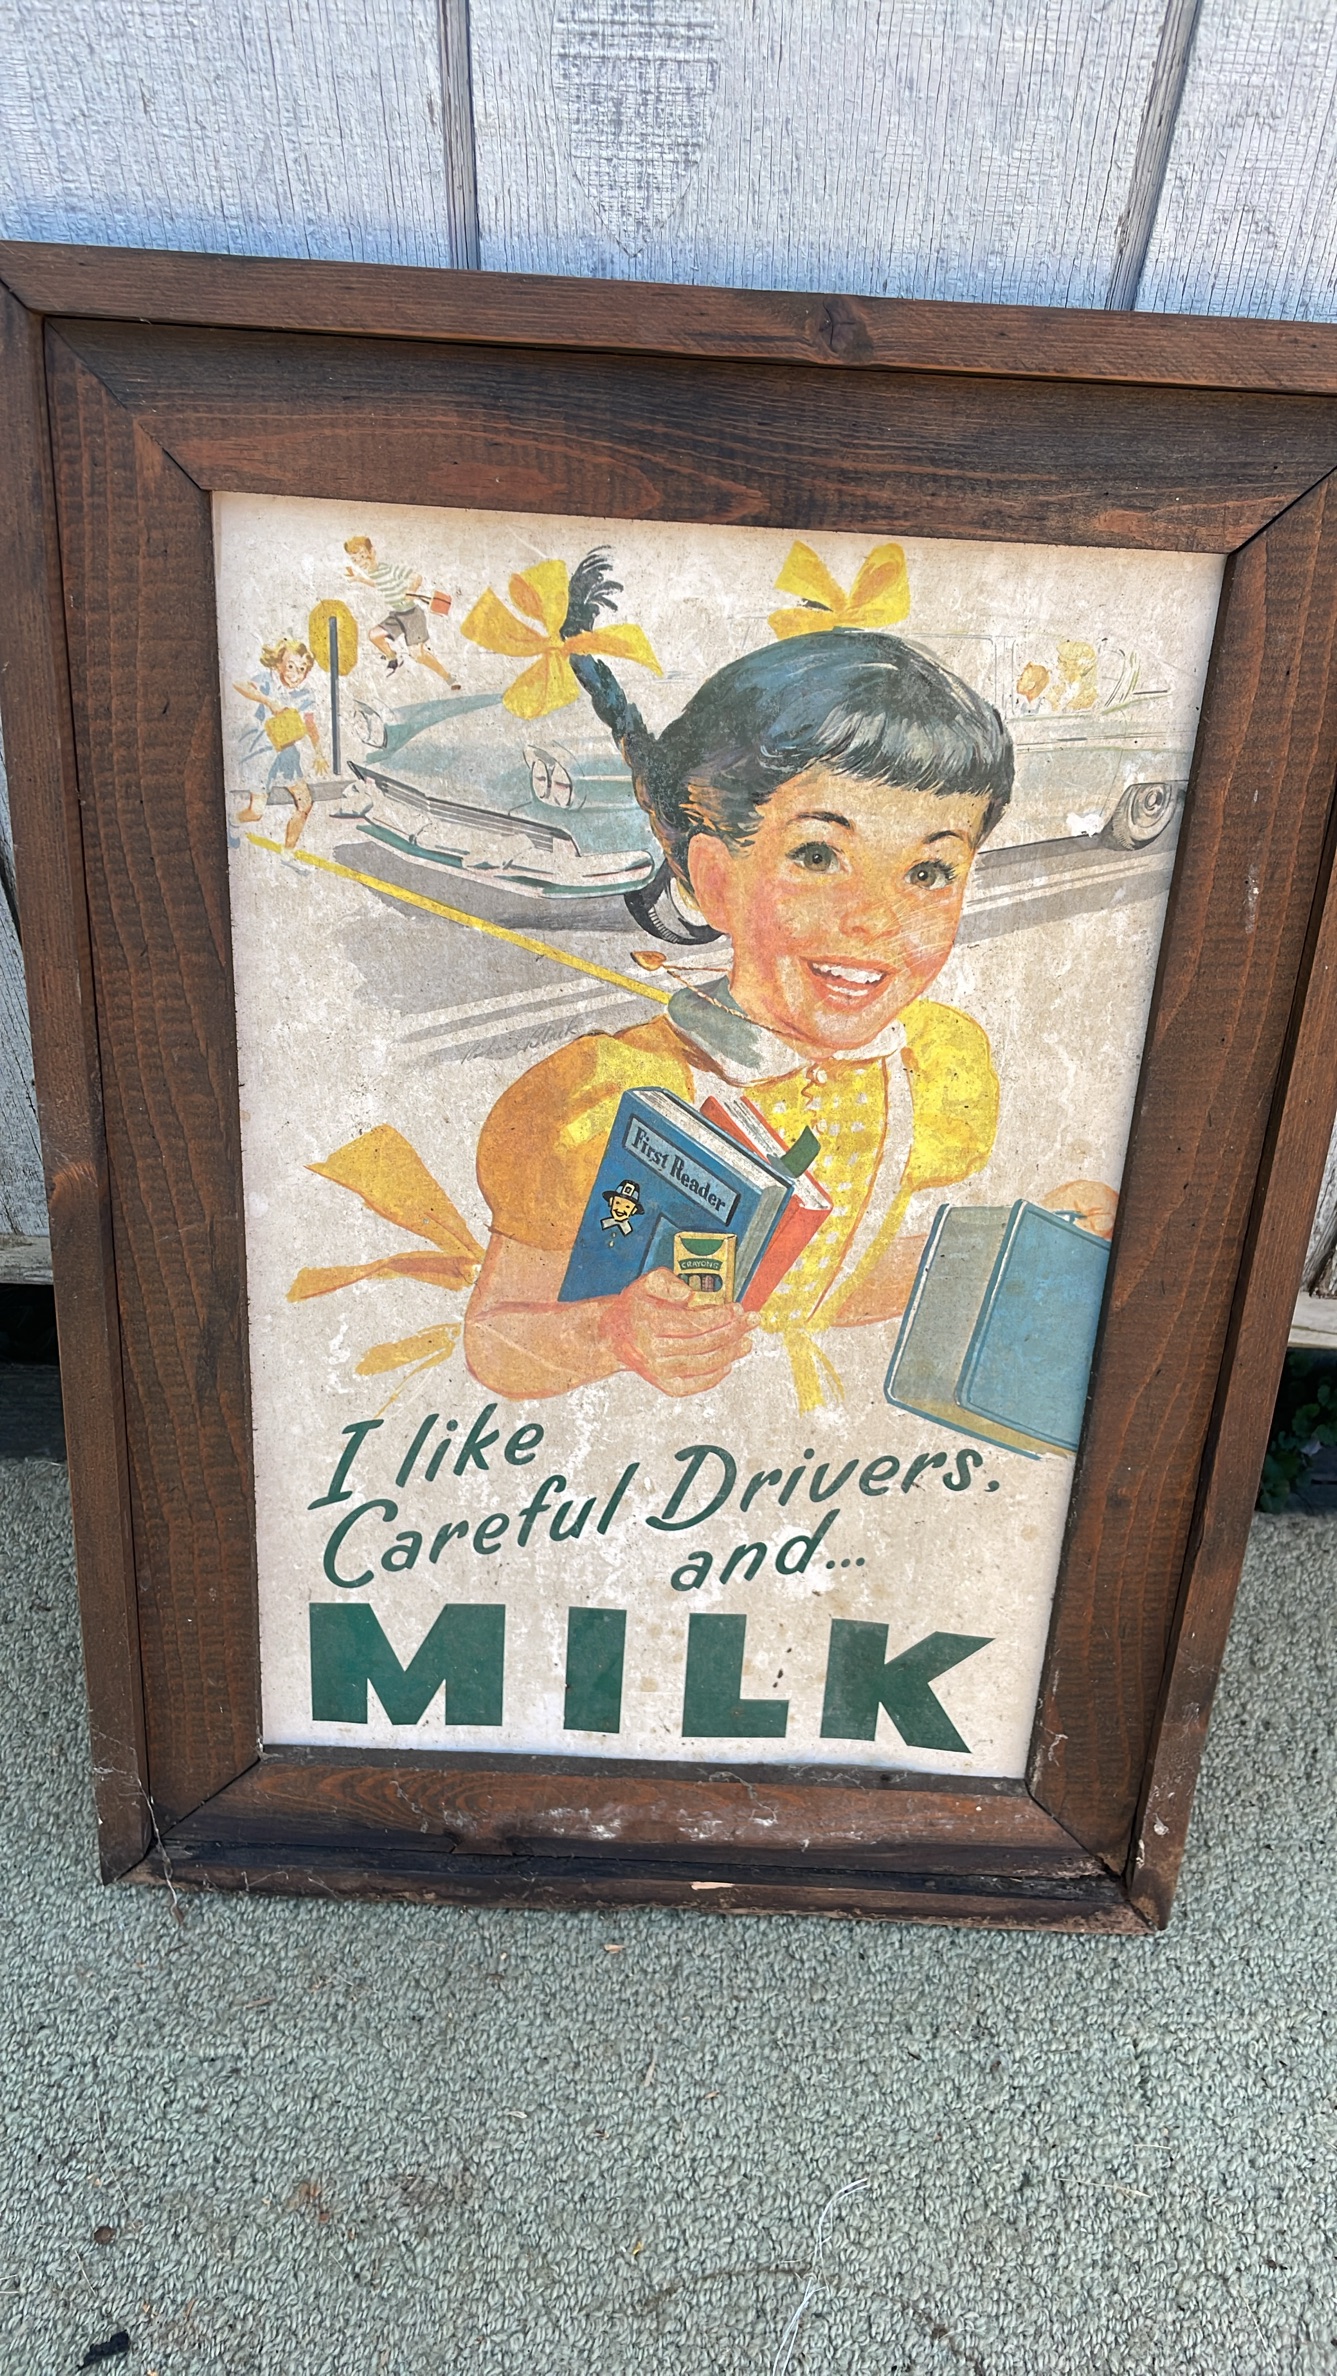 First Reader
CRAYONS
I like
Careful Drivers,
and...
MILK